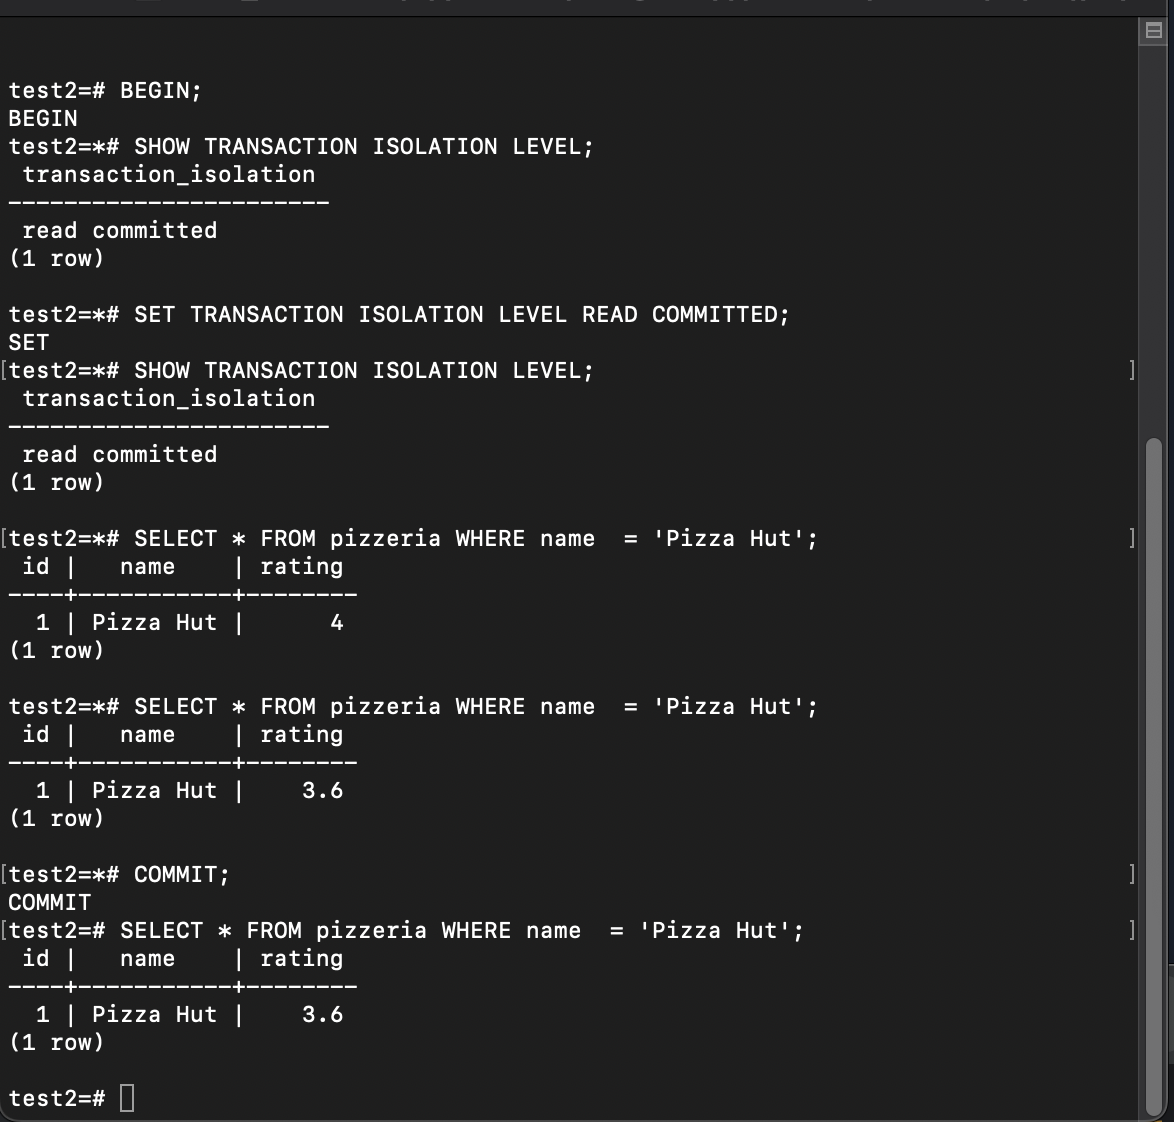 test2=# BEGIN;
BEGIN
test2=*# SHOW TRANSACTION ISOLATION LEVEL;
 transaction_isolation
-----------------------
 read committed
(1 row)

test2=*# SET TRANSACTION ISOLATION LEVEL READ COMMITTED;
SET
[test2=*# SHOW TRANSACTION ISOLATION LEVEL; ]
 transaction_isolation
-----------------------
 read committed
(1 row)

[test2=*# SELECT * FROM pizzeria WHERE name  = 'Pizza Hut'; ]
 id |   name    | rating
----+-----------+--------
  1 | Pizza Hut |      4
(1 row)

test2=*# SELECT * FROM pizzeria WHERE name  = 'Pizza Hut';
 id |   name    | rating
----+-----------+--------
  1 | Pizza Hut |    3.6
(1 row)

[test2=*# COMMIT; ]
COMMIT
[test2=# SELECT * FROM pizzeria WHERE name  = 'Pizza Hut'; ]
 id |   name    | rating
----+-----------+--------
  1 | Pizza Hut |    3.6
(1 row)

test2=#